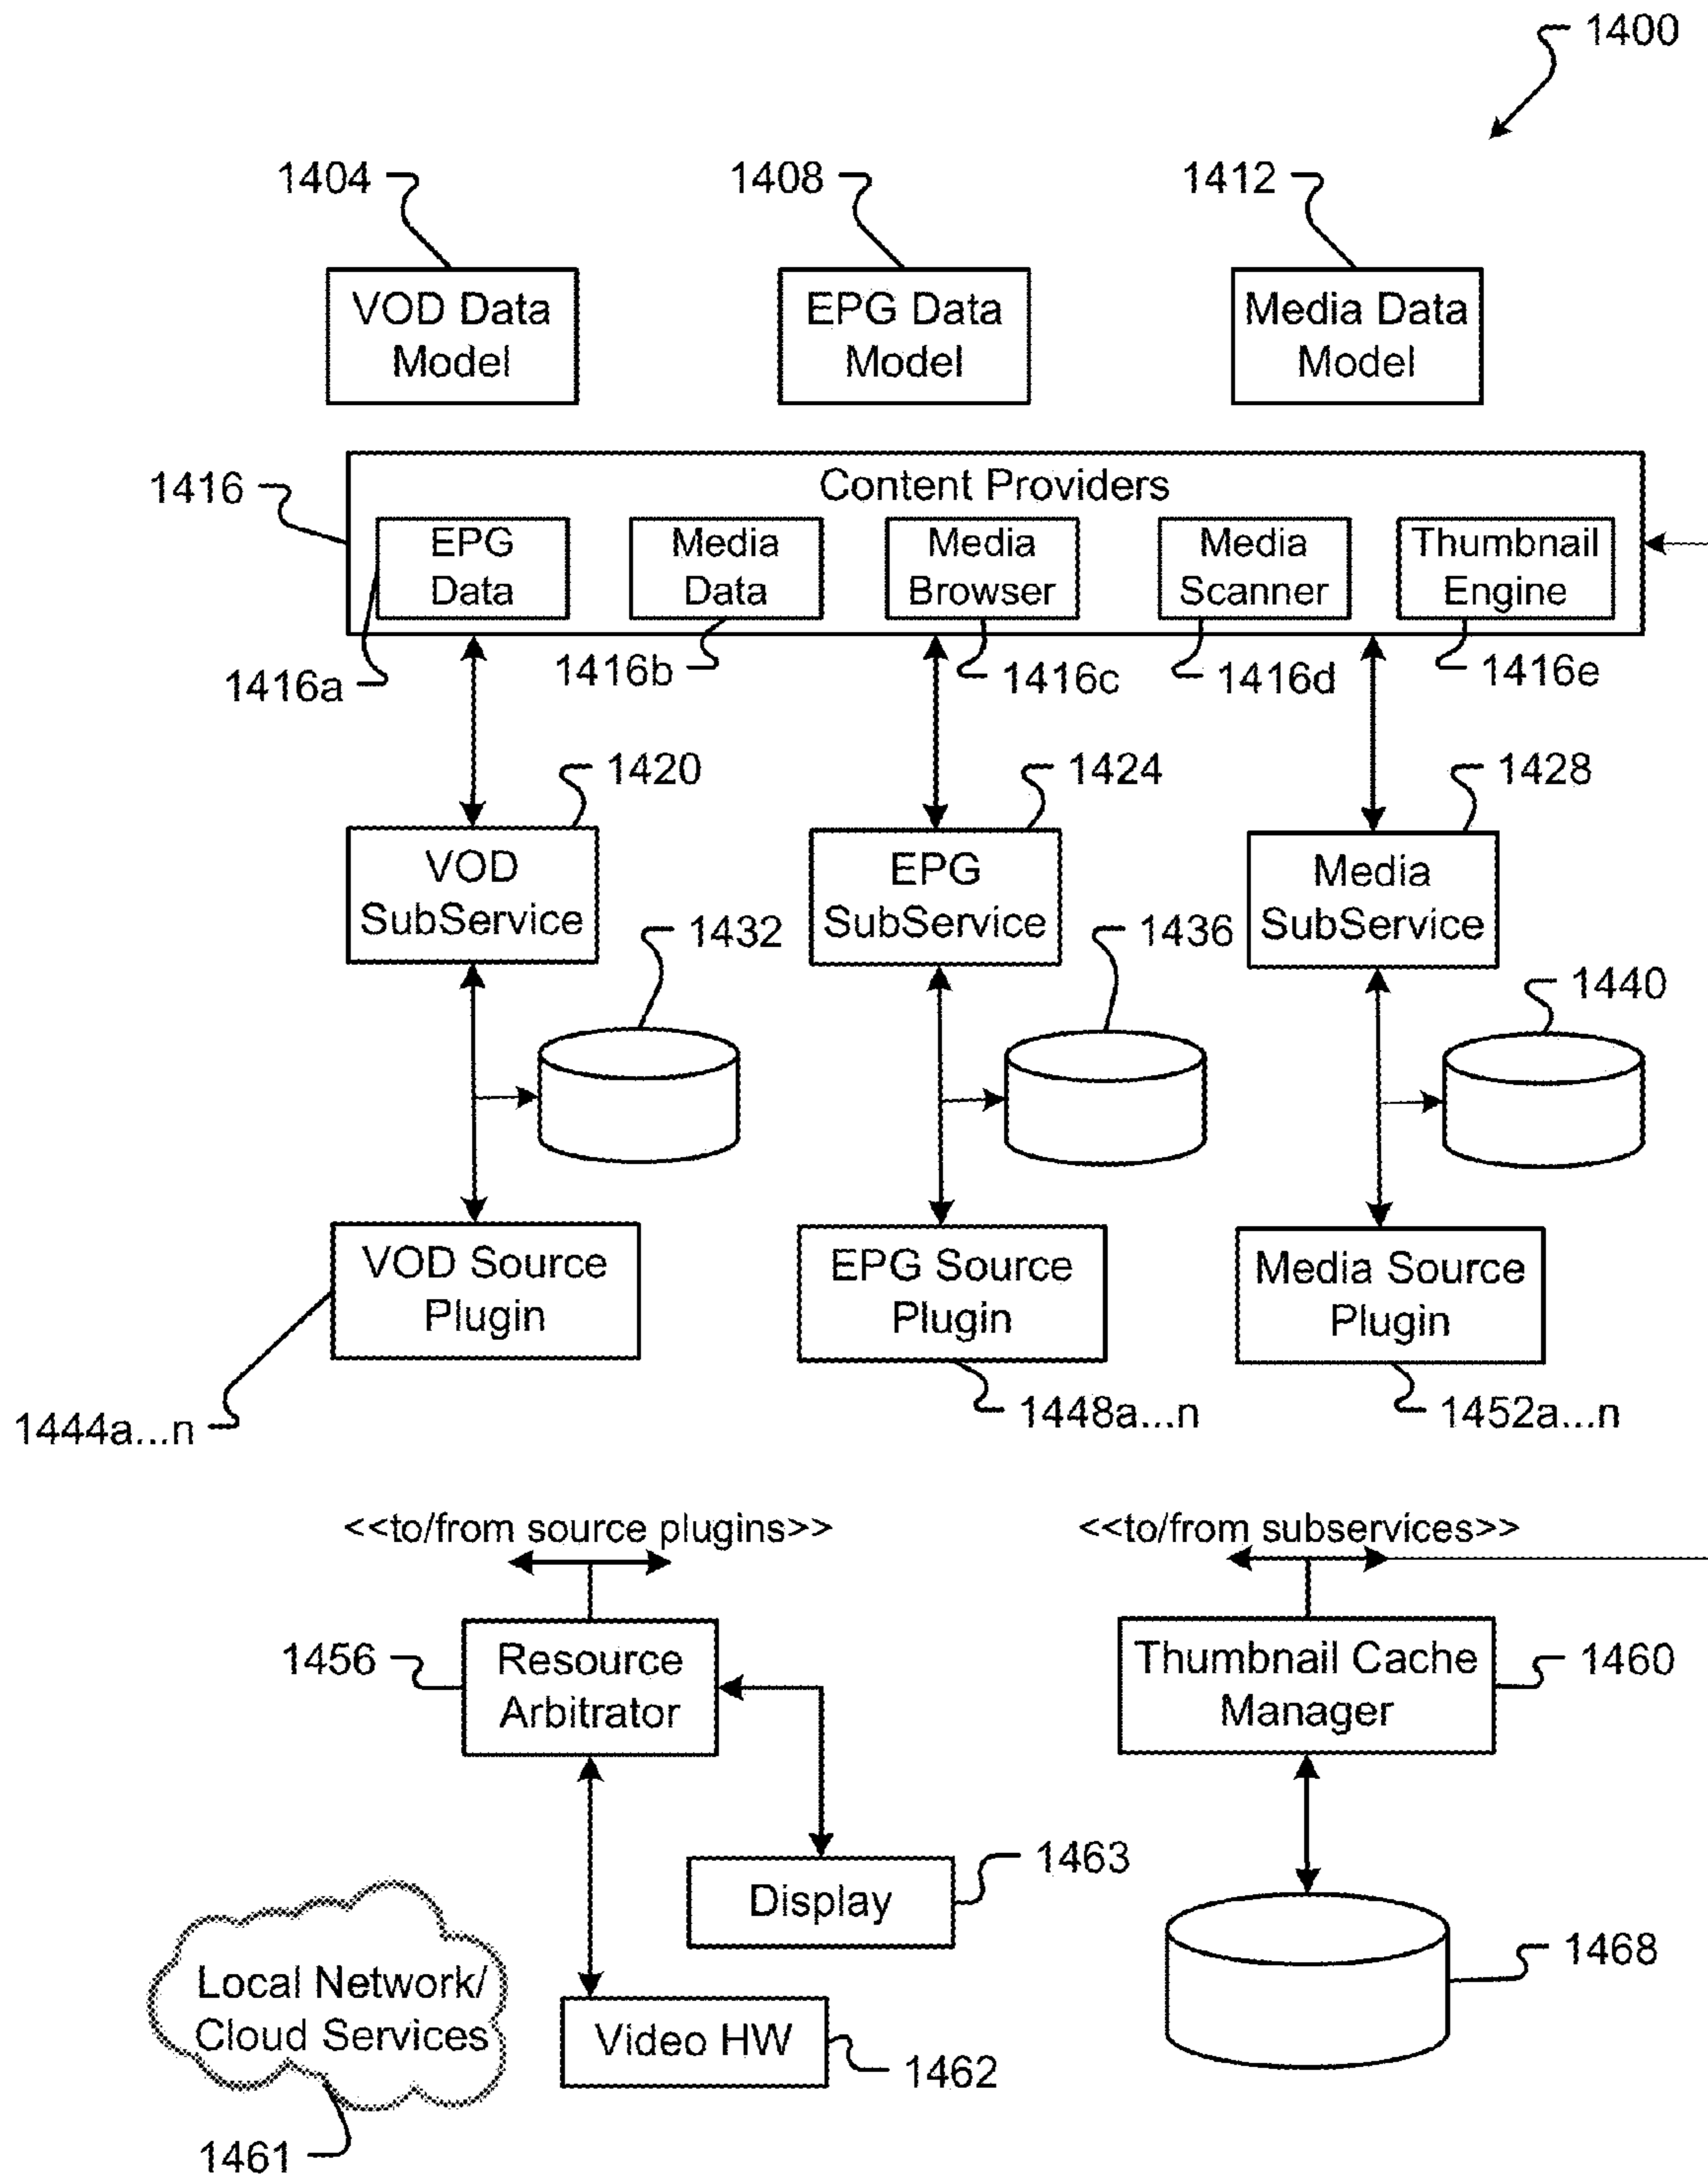 1400
1404
1408
1412
VOD Data
Model
EPG Data
Model
Media Data
Model
1416
Content Providers
EPG
Data
Media
Data
Media
Browser
Media
Scanner
Thumbnail
Engine
1416a
1416b
1416c
1416d
1416e
1420
1424
1428
VOD
SubService
EPG
SubService
Media
SubService
1432
1436
1440
VOD Source
Plugin
EPG Source
Plugin
Media Source
Plugin
1444a...n
1448a...n
1452a...n
<<to/from source plugins>>
<<to/from subservices>>
1456
Resource
Arbitrator
Thumbnail Cache
Manager
1460
Display
1463
Local Network/
Cloud Services
Video HW
1462
1468
1461